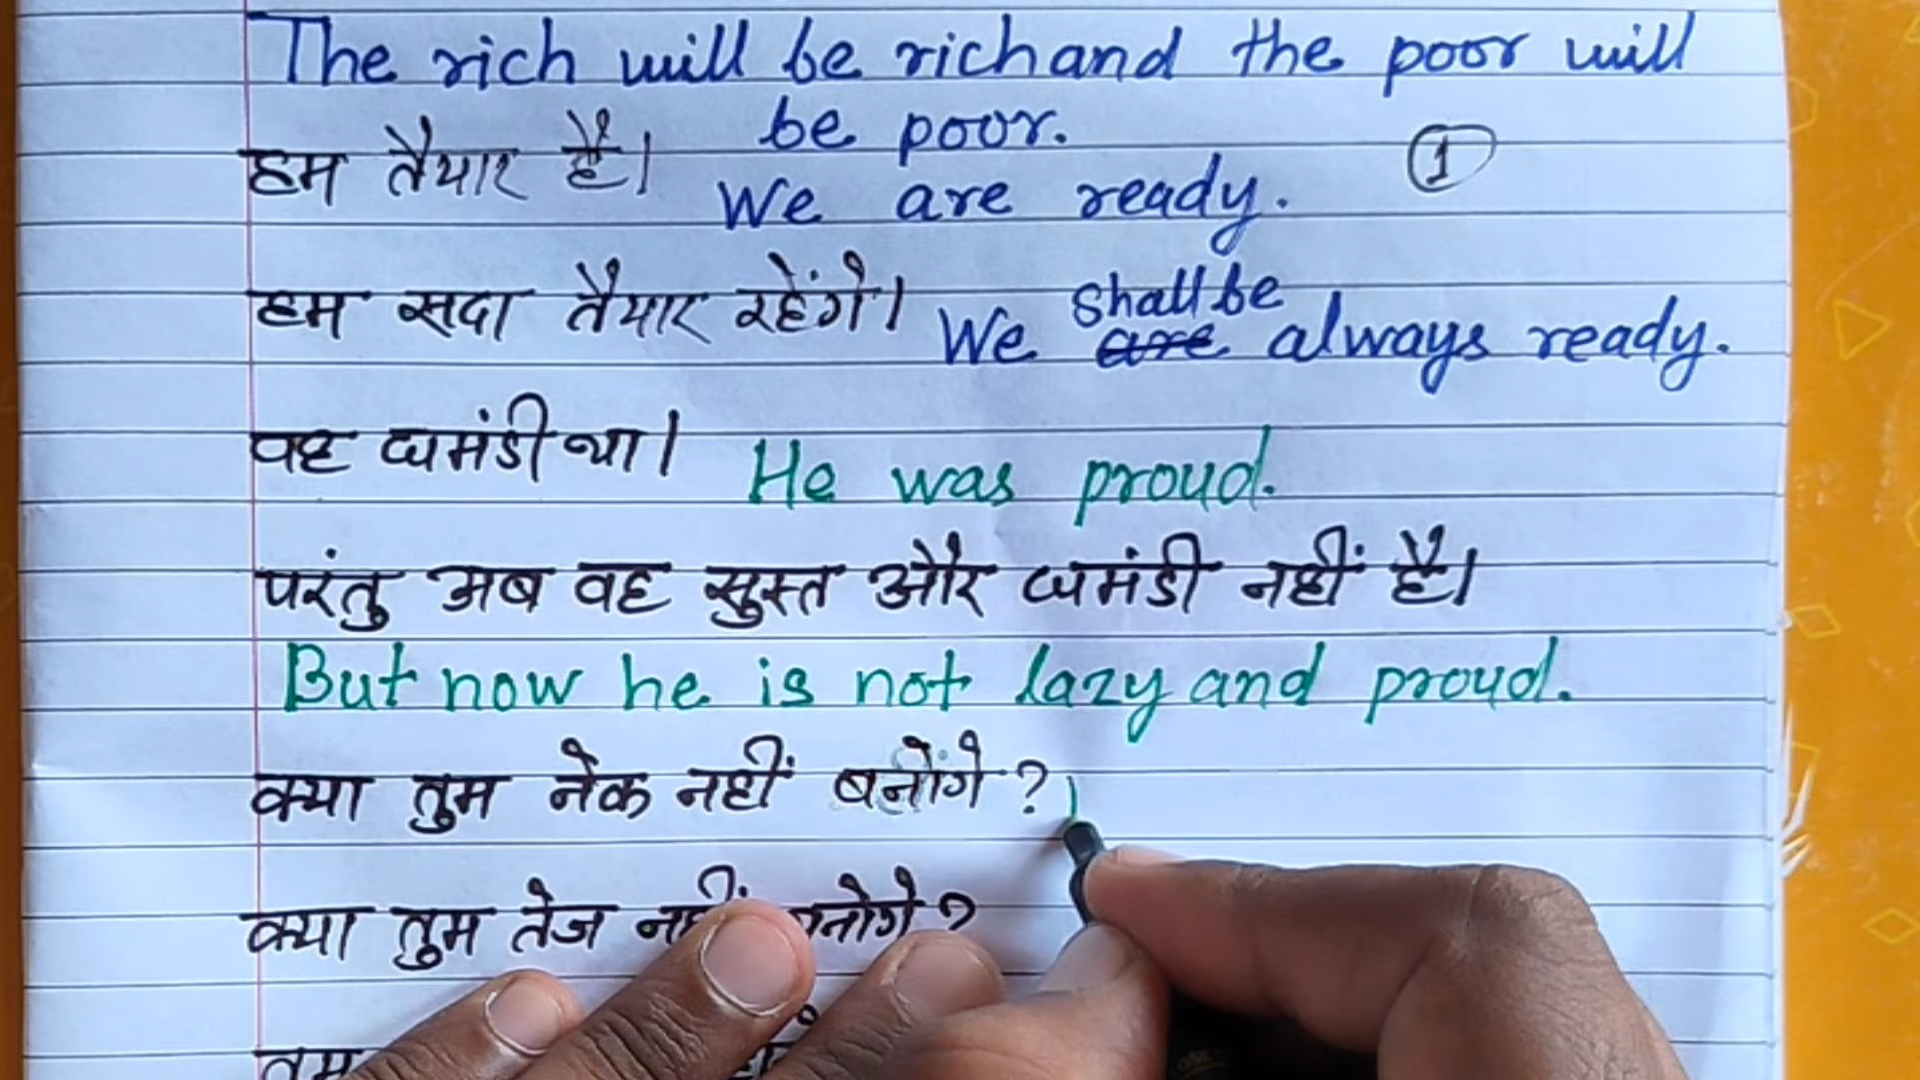 The rich will be rich and the poor will
be poor.
हम तैयार हैं। We are ready. 1
हम सदा तैयार रहेंगे। We are shall be always ready.
वह घमंडी था। He was proud.
परंतु अब वह सुस्त और घमंडी नहीं है।
But now he is not lazy and proud.
क्या तुम नेक नहीं बनोंगे?
क्या तुम तेज नहीं बनोगे?
तुम